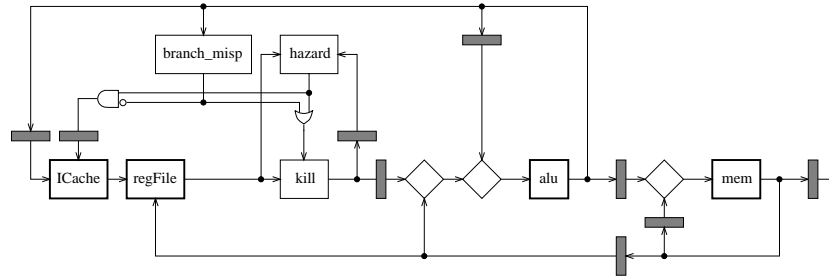 branch_misp
hazard
ICache
regFile
kill
alu
mem